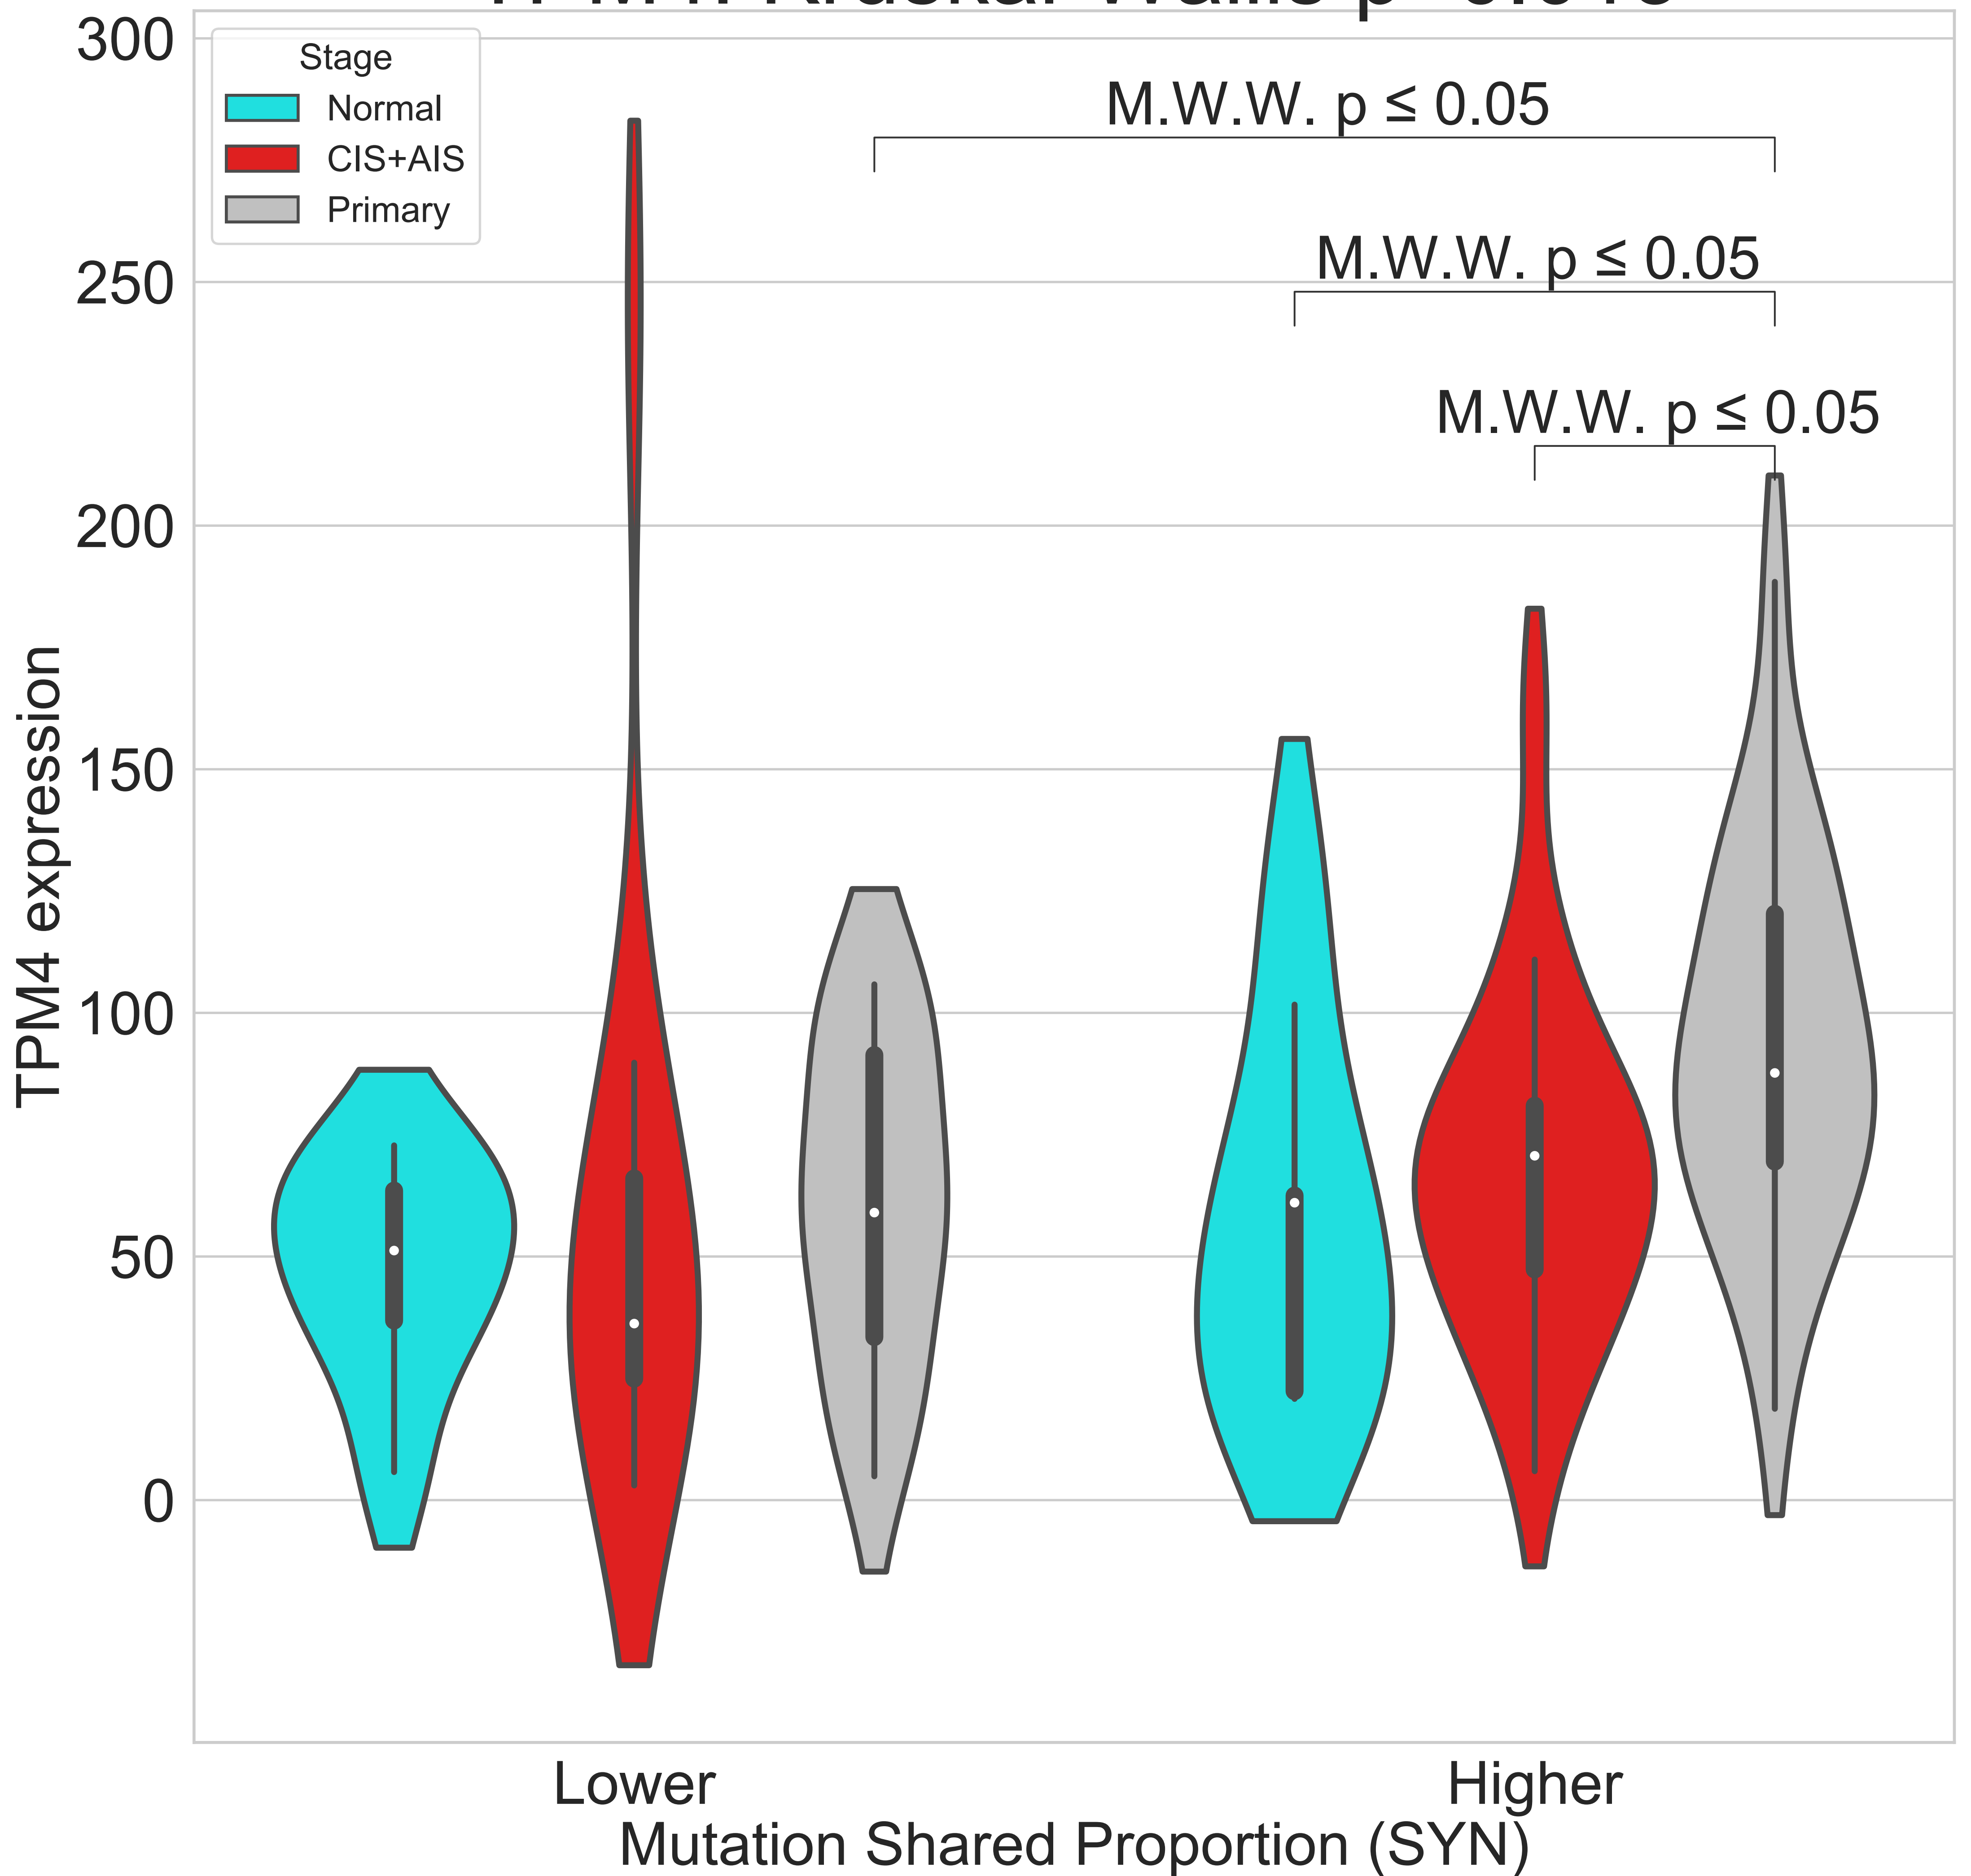 300
Stage
Normal
CIS+AIS
Primary
M.W.W. p ≤ 0.05
250
M.W.W. p ≤ 0.05
M.W.W. p ≤ 0.05
200
150
100
50
0
TPM4 expression
Lower
Higher
Mutation Shared Proportion (SYN)